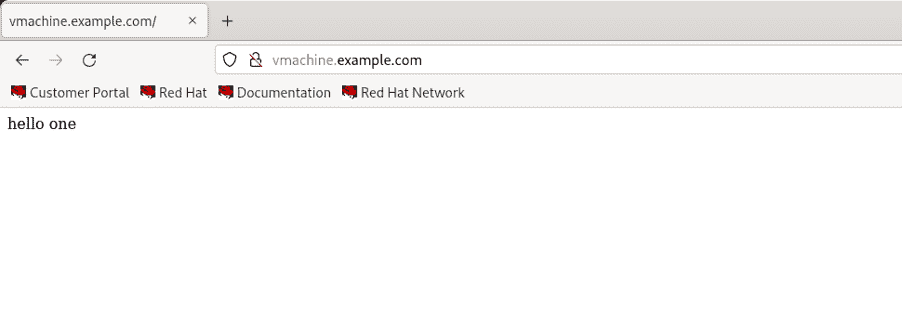 vmachine.example.com/
vmachine.example.com
Customer Portal Red Hat Documentation Red Hat Network
hello one